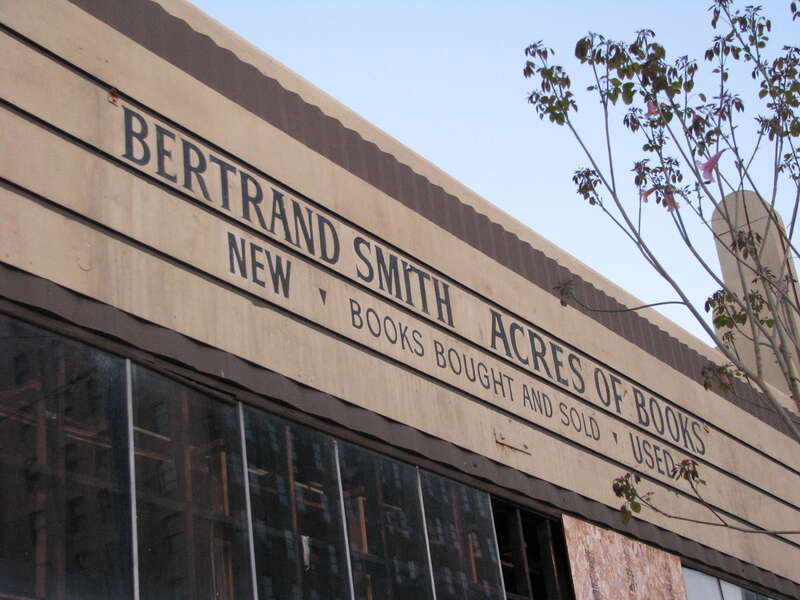 BERTRAND SMITH ACRES OF BOOKS
NEW ▾ BOOKS BOUGHT AND SOLD ▾ USED